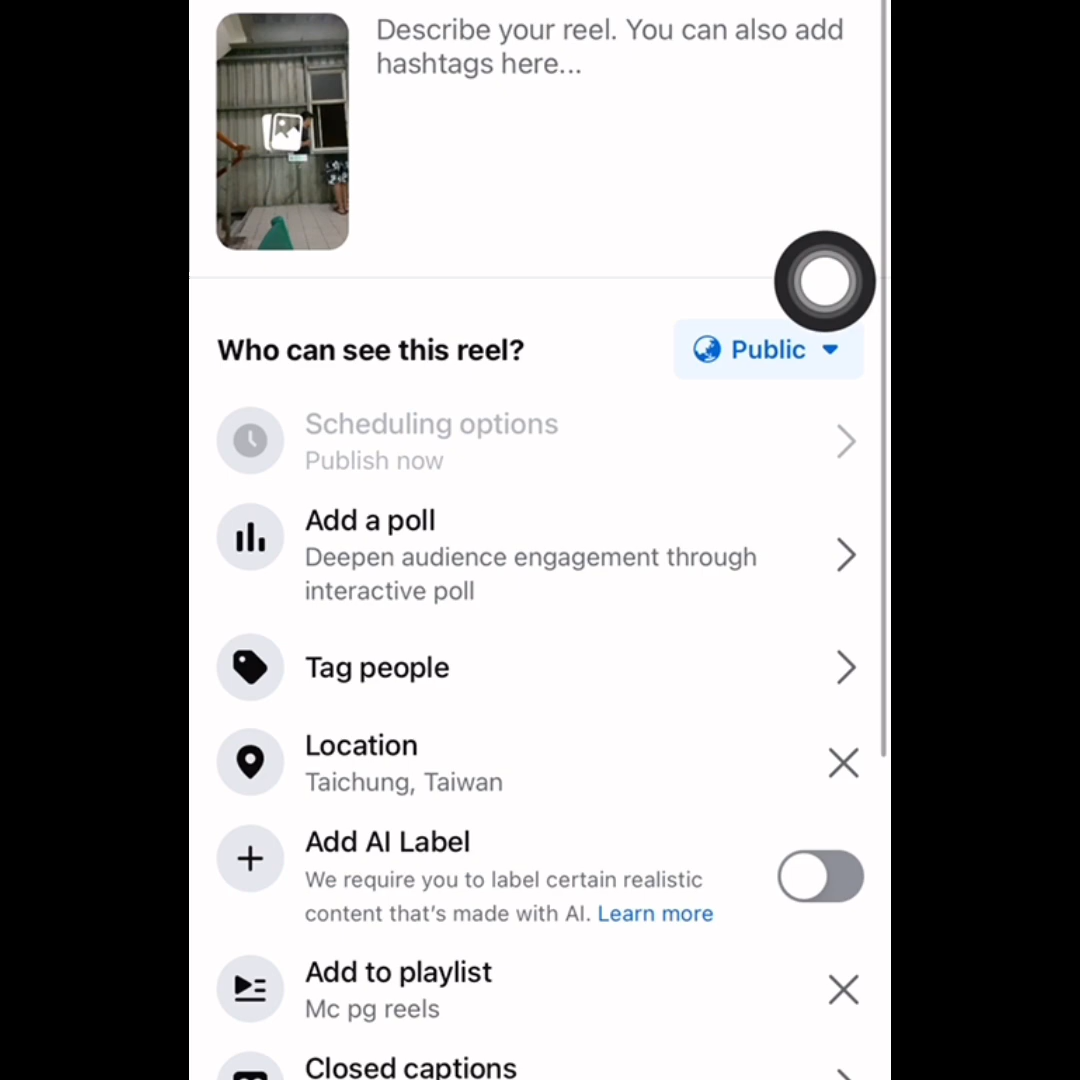 Describe your reel. You can also add
hashtags here...
Who can see this reel?
Public
Scheduling options
Publish now
Add a poll
Deepen audience engagement through
interactive poll
Tag people
Location
Taichung, Taiwan
Add AI Label
We require you to label certain realistic
content that's made with AI. Learn more
Add to playlist
Mc pg reels
Closed captions